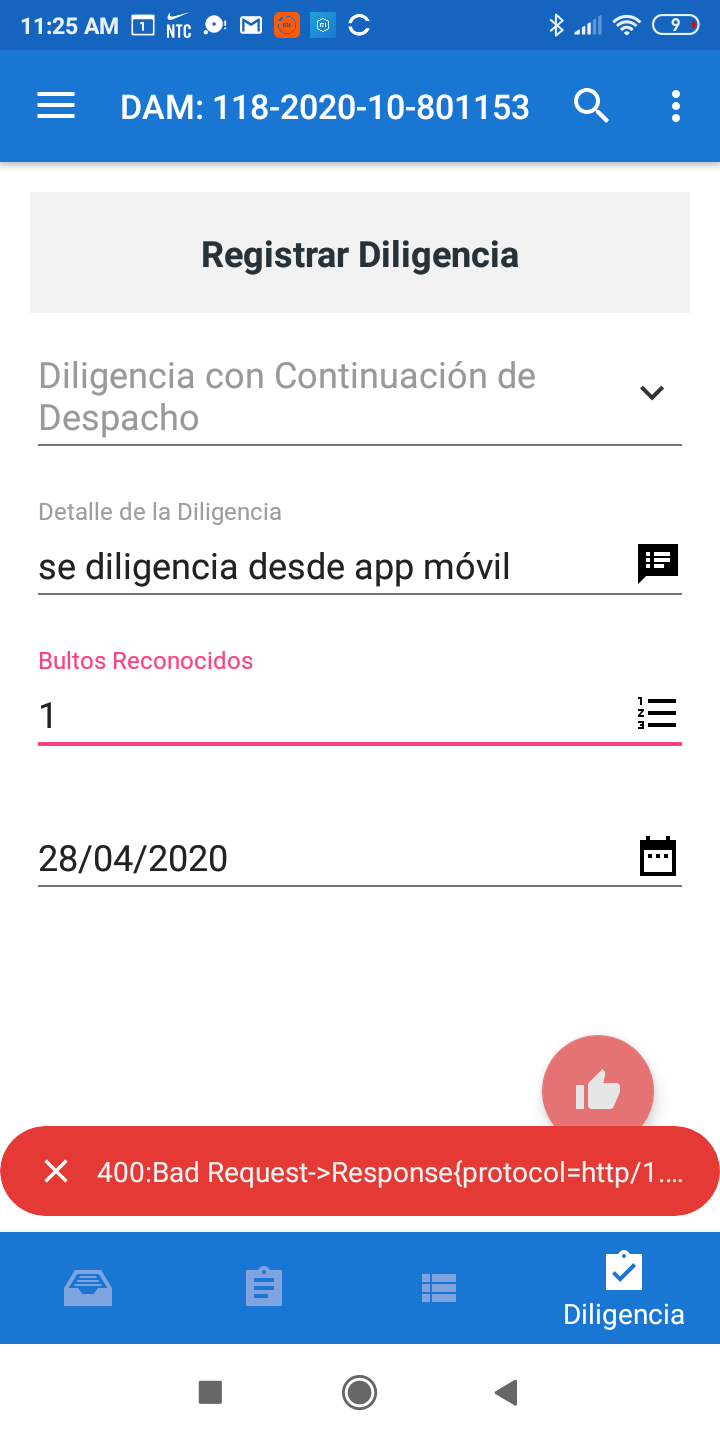 11:25 AM 1 NTC 9
DAM: 118-2020-10-801153
Registrar Diligencia
Diligencia con Continuación de
Despacho
Detalle de la Diligencia
se diligencia desde app móvil
Bultos Reconocidos
1
28/04/2020
400:Bad Request->Response{protocol=http/1....
Diligencia